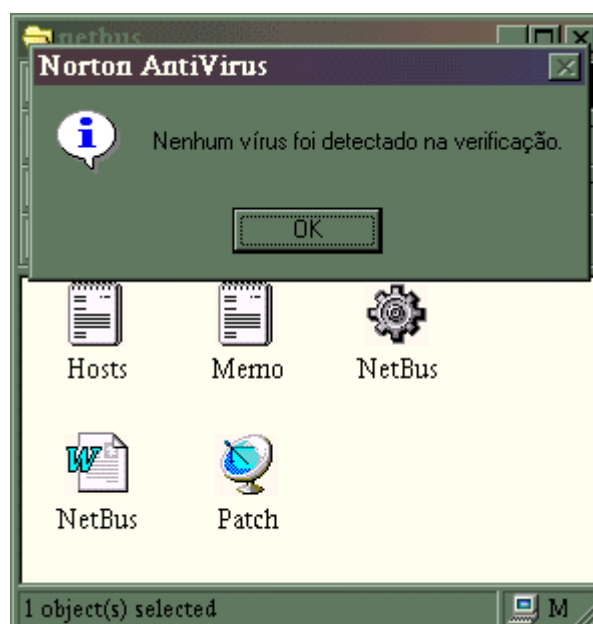 netbus
Norton AntiVirus
Nenhum vírus foi detectado na verificação.
OK
Hosts Memo NetBus
NetBus Patch
1 object(s) selected M